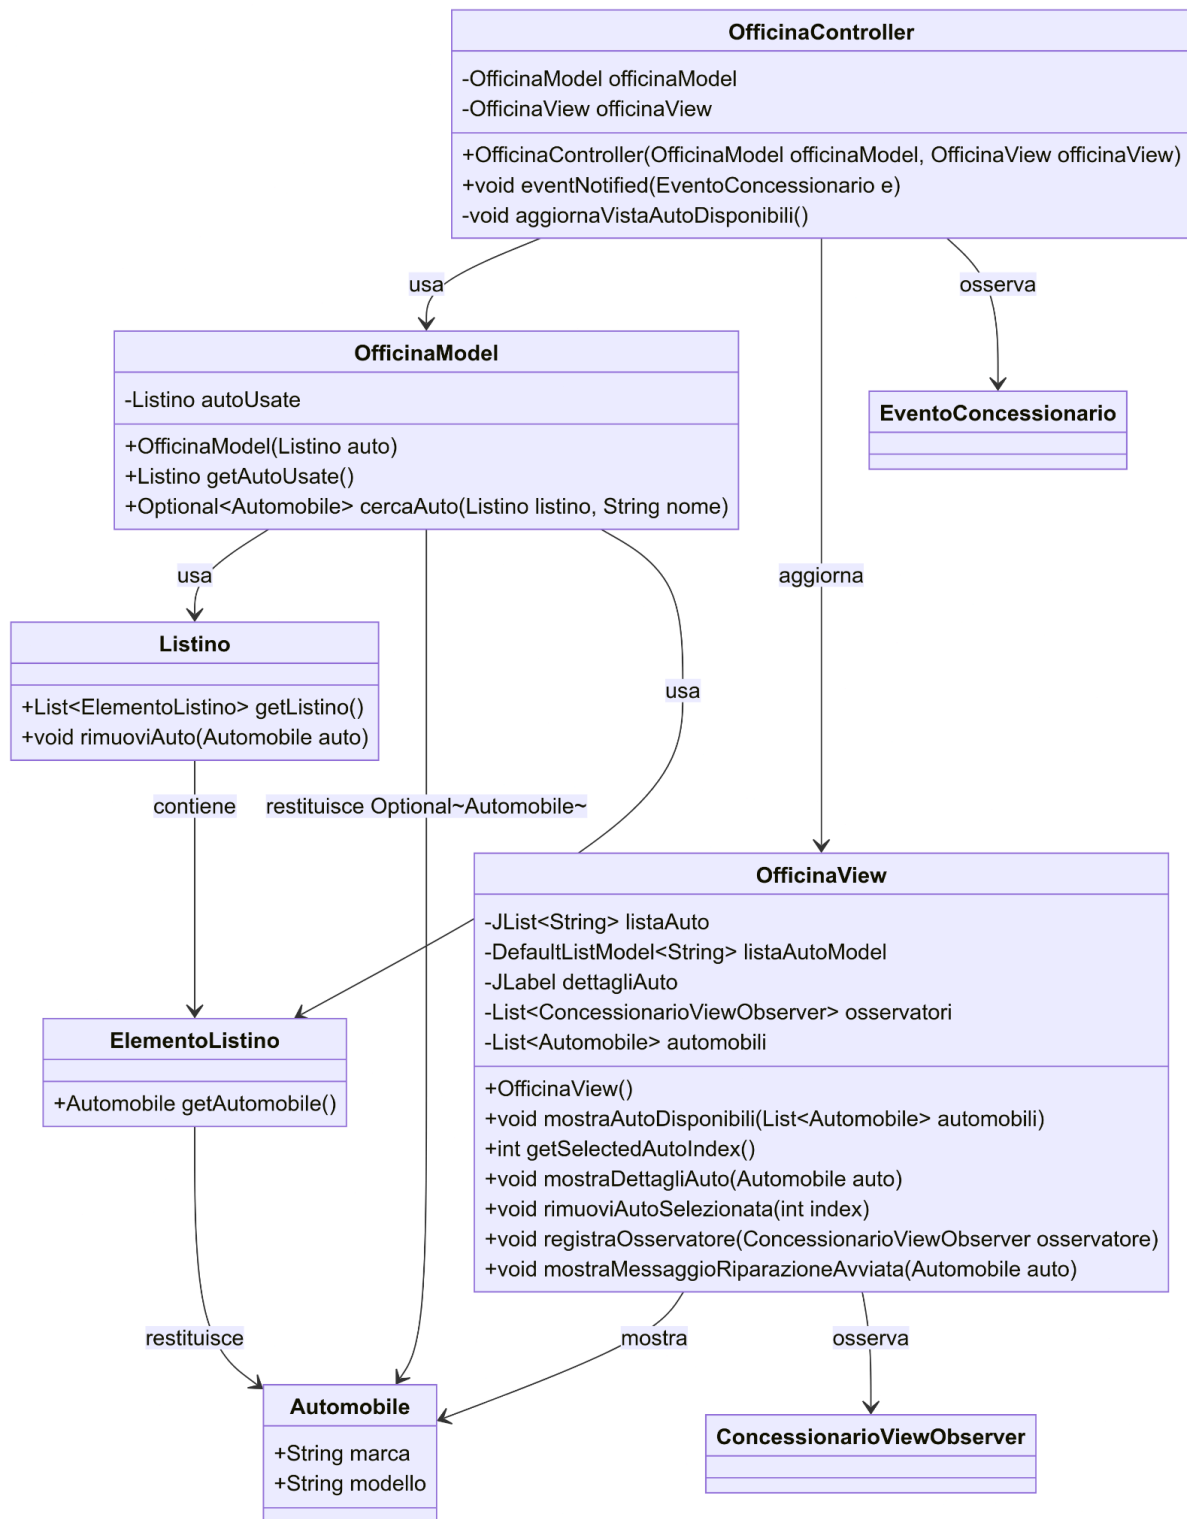 OfficinaController
-OfficinaModel officinaModel
-OfficinaView officinaView
+OfficinaController(OfficinaModel officinaModel, OfficinaView officinaView)
+void eventNotified(EventoConcessionario e)
-void aggiornaVistaAutoDisponibili()
usa
osserva
OfficinaModel
-Listino autoUsate
+OfficinaModel(Listino auto)
+Listino getAutoUsate()
+Optional<Automobile> cercaAuto(Listino listino, String nome)
EventoConcessionario
usa
aggiorna
Listino
+List<ElementoListino> getListino()
+void rimuoviAuto(Automobile auto)
usa
contiene
restituisce Optional~Automobile~
OfficinaView
-JList<String> listaAuto
-DefaultListModel<String> listaAutoModel
-JLabel dettagliAuto
-List<ConcessionarioViewObserver> osservatori
-List<Automobile> automobili
+OfficinaView()
+void mostraAutoDisponibili(List<Automobile> automobili)
+int getSelectedAutoIndex()
+void mostraDettagliAuto(Automobile auto)
+void rimuoviAutoSelezionata(int index)
+void registraOsservatore(ConcessionarioViewObserver osservatore)
+void mostraMessaggioRiparazioneAvviata(Automobile auto)
ElementoListino
+Automobile getAutomobile()
restituisce
mostra
osserva
Automobile
+String marca
+String modello
ConcessionarioViewObserver